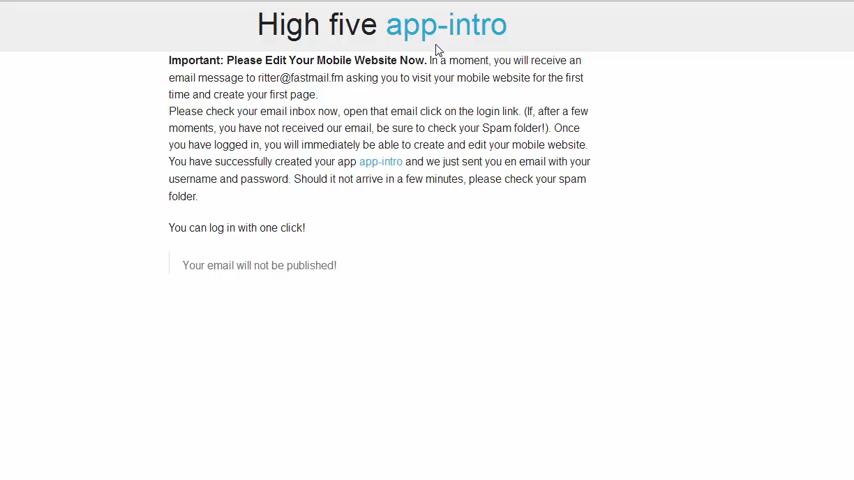 High five app-intro
Important: Please Edit Your Mobile Website Now. In a moment, you will receive an
email message to ritter@fastmail.fm asking you to visit your mobile website for the first
time and create your first page.
Please check your email inbox now, open that email click on the login link. (If, after a few
moments, you have not received our email, be sure to check your Spam folder!). Once
you have logged in, you will immediately be able to create and edit your mobile website.
You have successfully created your app app-intro and we just sent you en email with your
username and password. Should it not arrive in a few minutes, please check your spam
folder.
You can log in with one click!
Your email will not be published!